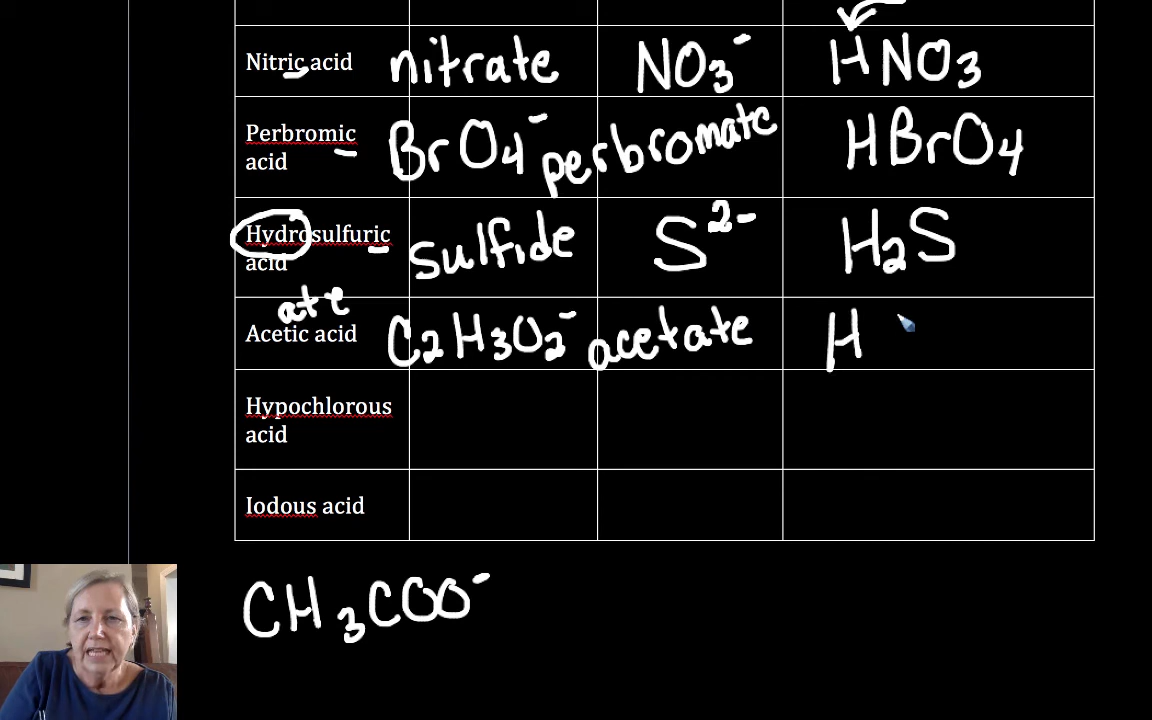 Nitric acid nitrate NO3⁻ HNO3
Perbromic acid BrO4⁻ perbromate HBrO4
Hydrosulfuric acid sulfide S²⁻ H2S
ate
Acetic acid C2H3O2⁻ acetate H
Hypochlorous acid
Iodous acid
CH3COO⁻